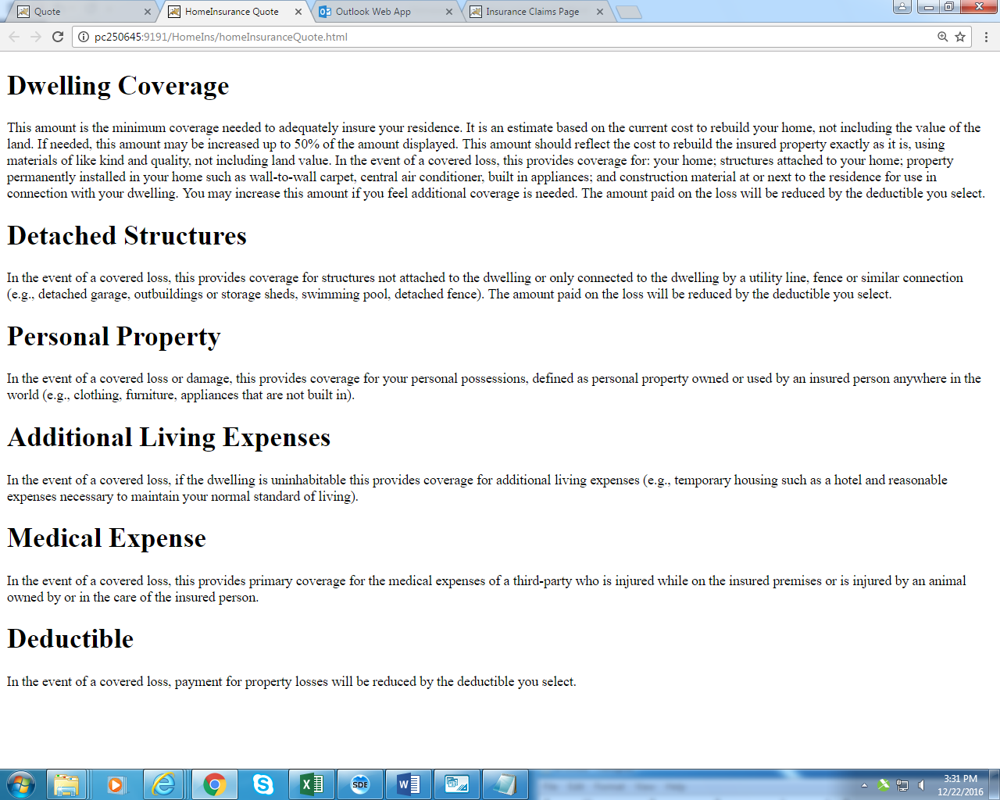 Quote
HomeInsurance Quote
Outlook Web App
Insurance Claims Page
pc250645:9191/HomeIns/homeInsuranceQuote.html
Dwelling Coverage
This amount is the minimum coverage needed to adequately insure your residence. It is an estimate based on the current cost to rebuild your home, not including the value of the
land. If needed, this amount may be increased up to 50% of the amount displayed. This amount should reflect the cost to rebuild the insured property exactly as it is, using
materials of like kind and quality, not including land value. In the event of a covered loss, this provides coverage for: your home; structures attached to your home; property
permanently installed in your home such as wall-to-wall carpet, central air conditioner, built in appliances; and construction material at or next to the residence for use in
connection with your dwelling. You may increase this amount if you feel additional coverage is needed. The amount paid on the loss will be reduced by the deductible you select.
Detached Structures
In the event of a covered loss, this provides coverage for structures not attached to the dwelling or only connected to the dwelling by a utility line, fence or similar connection
(e.g., detached garage, outbuildings or storage sheds, swimming pool, detached fence). The amount paid on the loss will be reduced by the deductible you select.
Personal Property
In the event of a covered loss or damage, this provides coverage for your personal possessions, defined as personal property owned or used by an insured person anywhere in the
world (e.g., clothing, furniture, appliances that are not built in).
Additional Living Expenses
In the event of a covered loss, if the dwelling is uninhabitable this provides coverage for additional living expenses (e.g., temporary housing such as a hotel and reasonable
expenses necessary to maintain your normal standard of living).
Medical Expense
In the event of a covered loss, this provides primary coverage for the medical expenses of a third-party who is injured while on the insured premises or is injured by an animal
owned by or in the care of the insured person.
Deductible
In the event of a covered loss, payment for property losses will be reduced by the deductible you select.
SDE
3:31 PM
12/22/2016